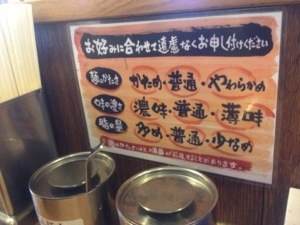 お好みに合わせて遠慮なくお申し付けください
麺のかたさ かため・普通・やわらかめ
味の濃さ 濃味・普通・薄味
脂の量 多め・普通・少なめ